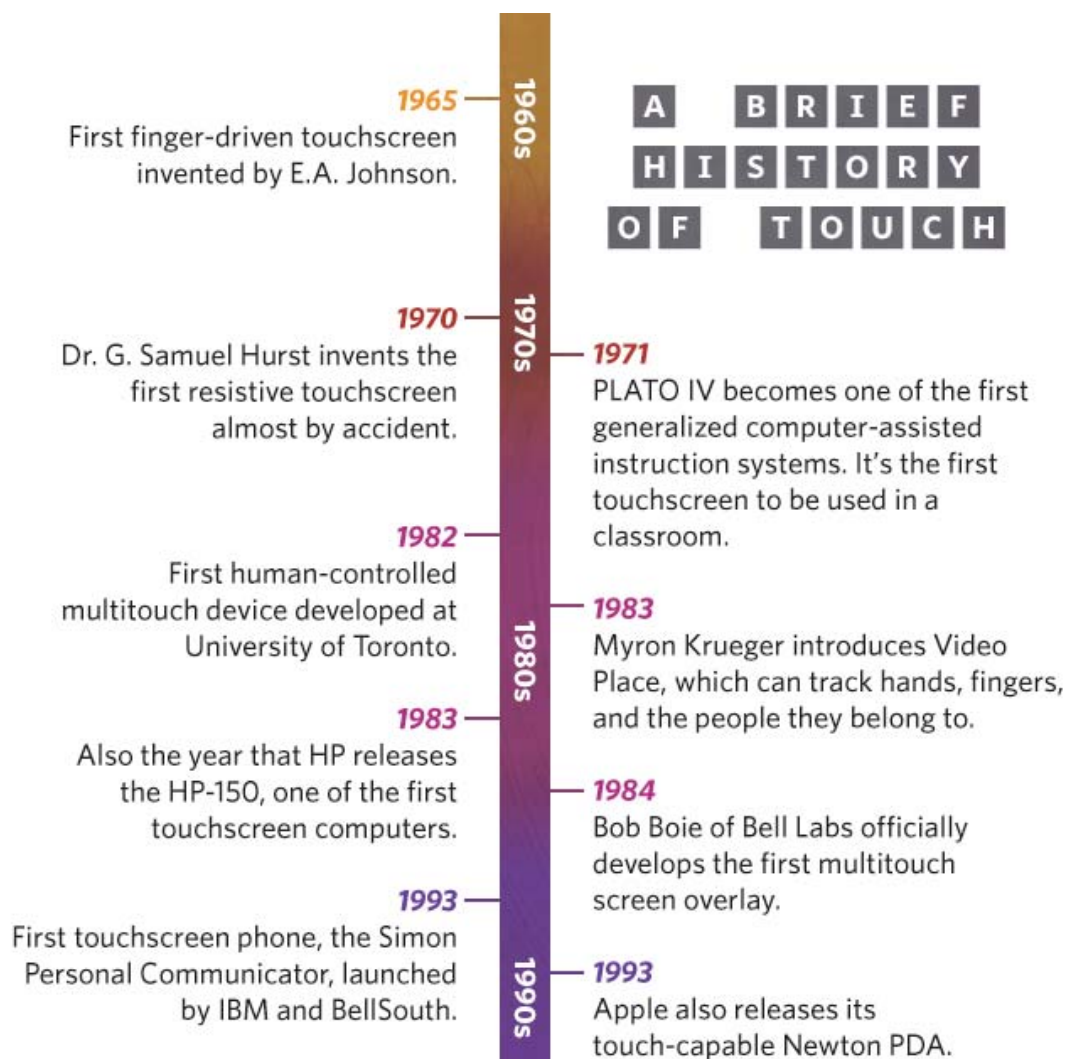 A BRIEF
HISTORY
OF TOUCH
1960s
1965
First finger-driven touchscreen
invented by E.A. Johnson.
1970s
1970
Dr. G. Samuel Hurst invents the
first resistive touchscreen
almost by accident.
1971
PLATO IV becomes one of the first
generalized computer-assisted
instruction systems. It's the first
touchscreen to be used in a
classroom.
1980s
1982
First human-controlled
multitouch device developed at
University of Toronto.
1983
Myron Krueger introduces Video
Place, which can track hands, fingers,
and the people they belong to.
1983
Also the year that HP releases
the HP-150, one of the first
touchscreen computers.
1984
Bob Boie of Bell Labs officially
develops the first multitouch
screen overlay.
1990s
1993
First touchscreen phone, the Simon
Personal Communicator, launched
by IBM and BellSouth.
1993
Apple also releases its
touch-capable Newton PDA.